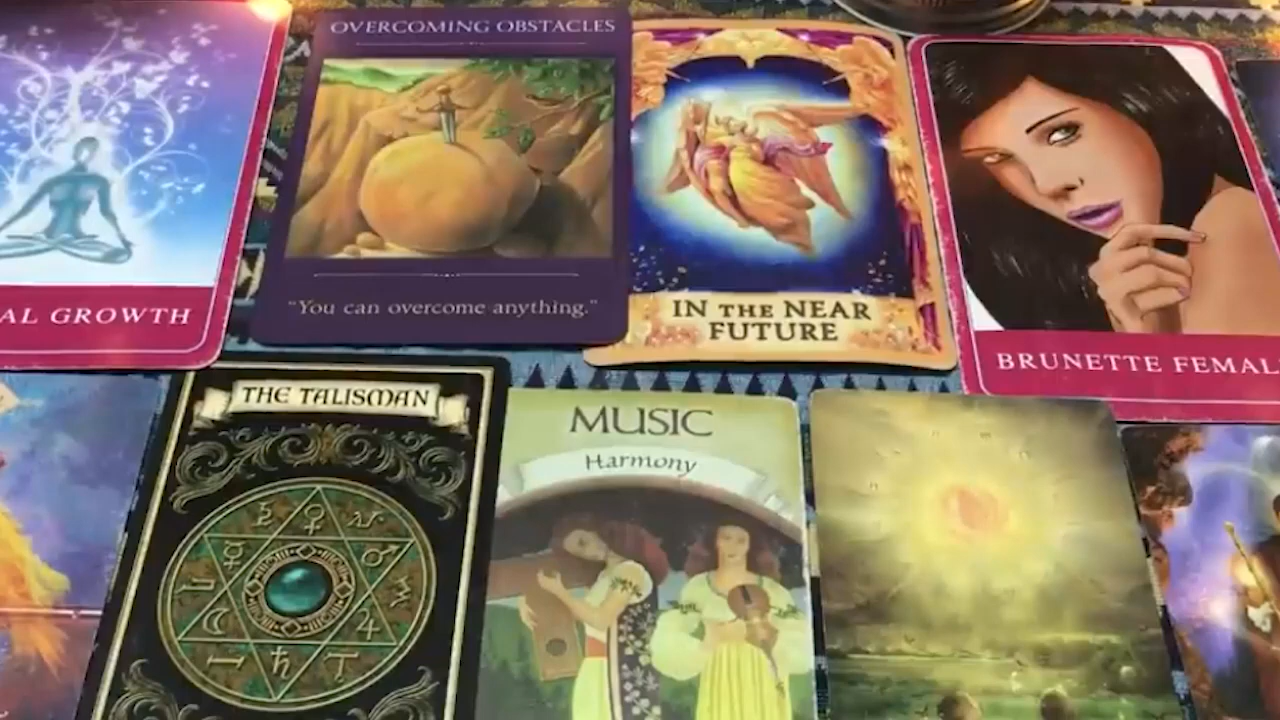 AL GROWTH
OVERCOMING OBSTACLES
"You can overcome anything."
IN THE NEAR
FUTURE
BRUNETTE FEMAL
THE TALISMAN
MUSIC
Harmony